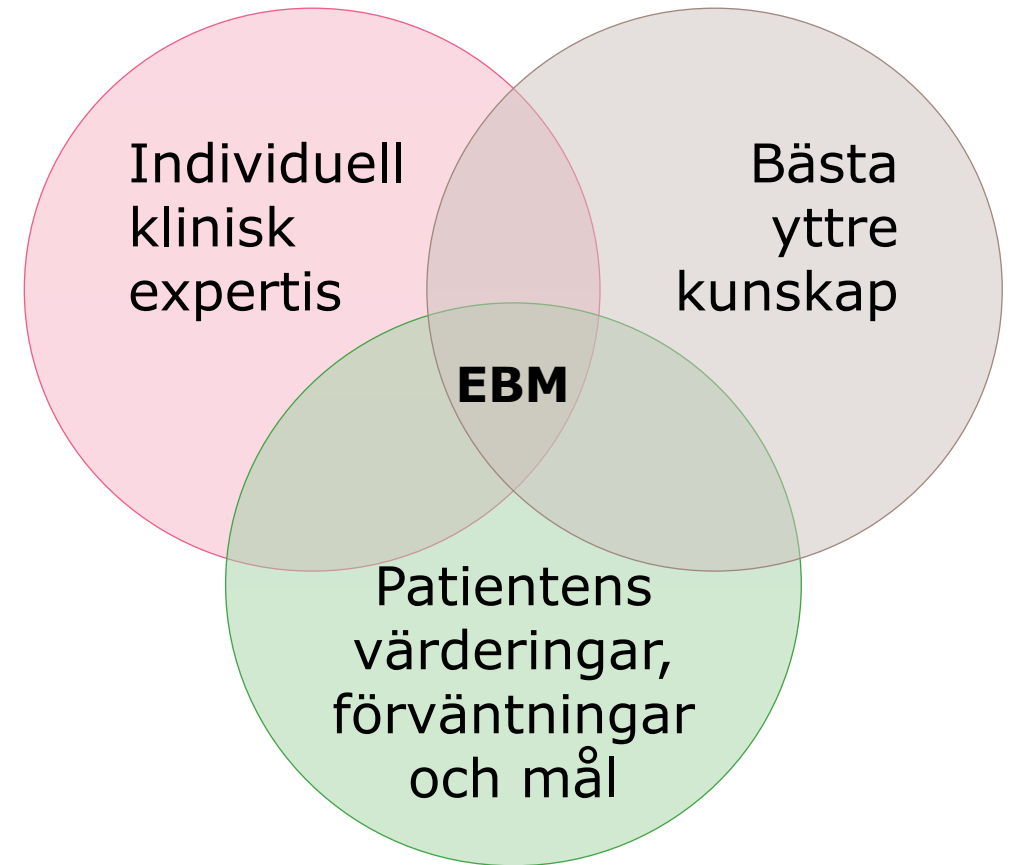 Individuell
klinisk
expertis
Bästa
yttre
kunskap
EBM
Patientens
värderingar,
förväntningar
och mål